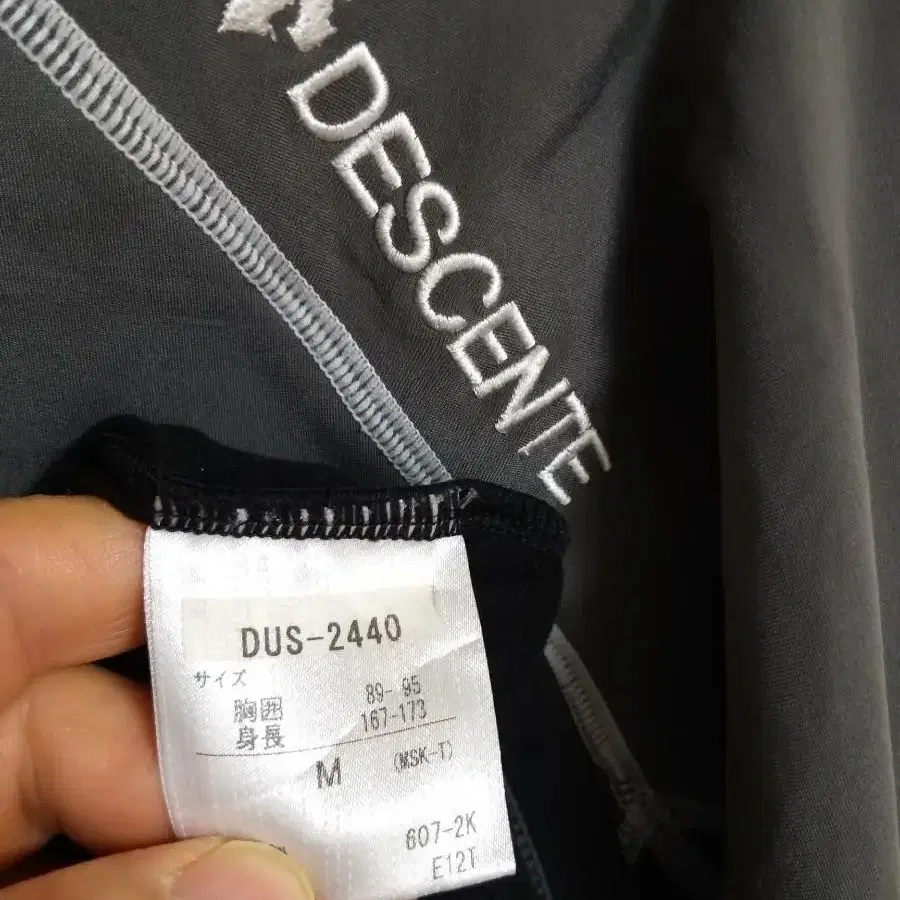 DESCENTE
DUS-2440
サイズ
胸囲 89-95
身長 167-173
M (MSK-T)
607-2K
E12T